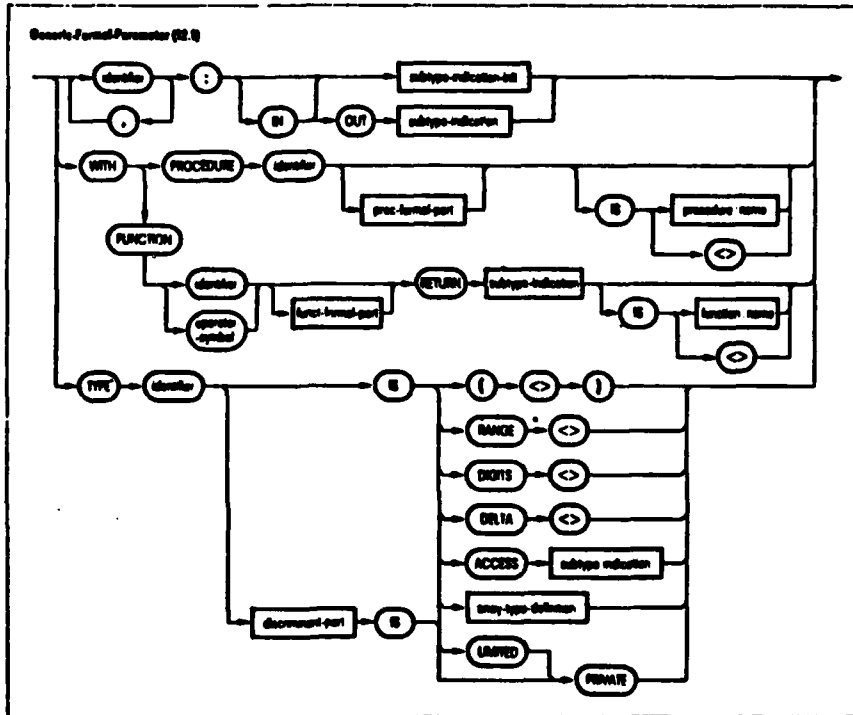 Generic-Formal-Parameter (12.1)
identifier : subtype-indication-init
, IN OUT subtype-indication
WITH PROCEDURE identifier
proc-formal-part IS procedure name
<>
FUNCTION
identifier RETURN subtype-indication
operator-symbol funct-formal-part IS function name
<>
TYPE identifier IS ( <> )
RANGE <>
DIGITS <>
DELTA <>
ACCESS subtype indication
array-type-definition
discriminant-part IS
LIMITED
PRIVATE